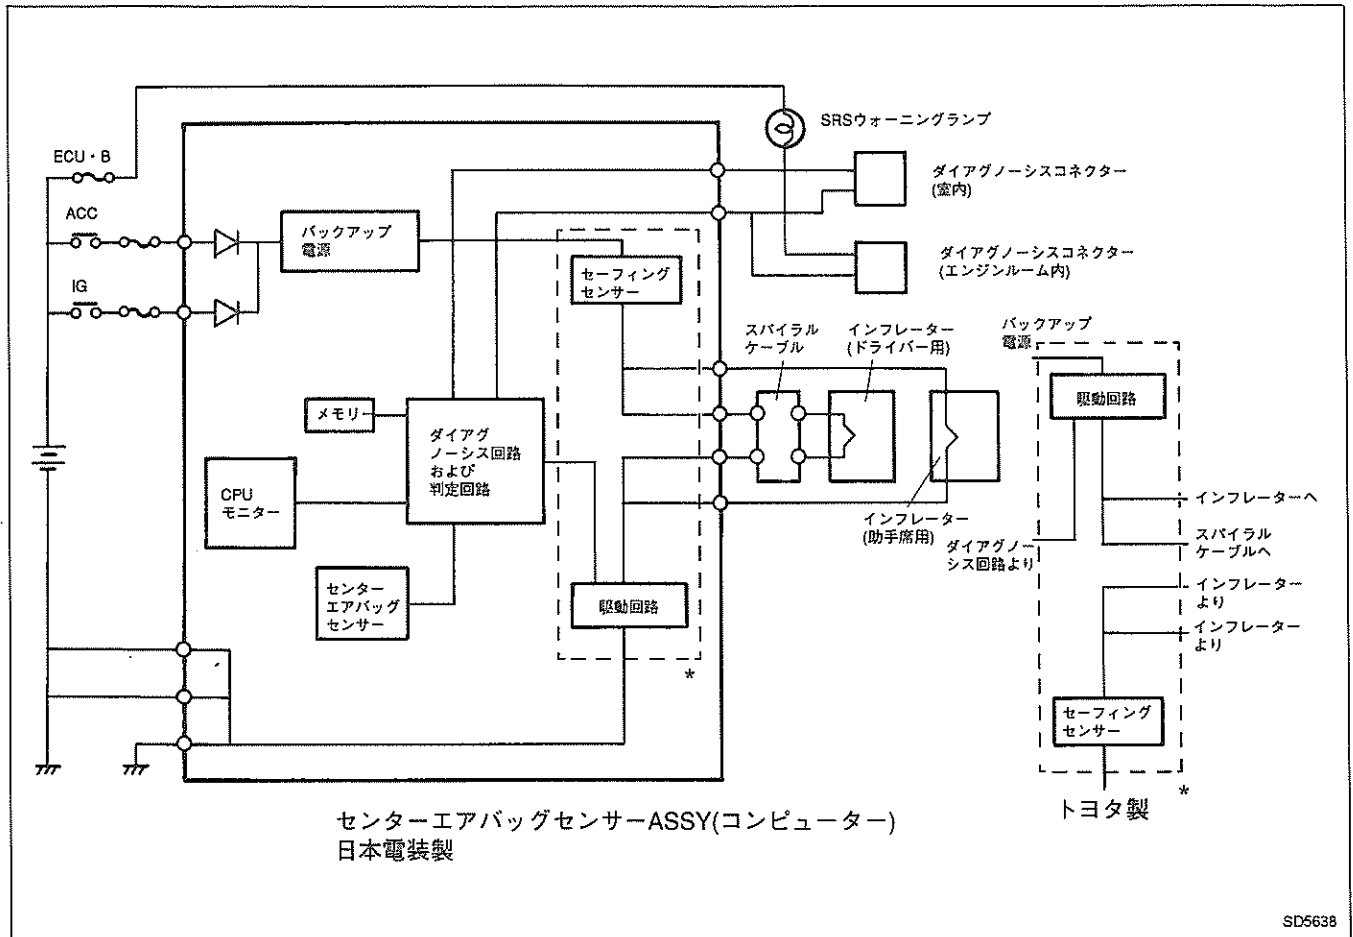 SRSウォーニングランプ
ECU・B
ダイアグノーシスコネクター
(室内)
ACC
バックアップ
電源
セーフィング
センサー
ダイアグノーシスコネクター
(エンジンルーム内)
IG
スパイラル
ケーブル
インフレーター
(ドライバー用)
バックアップ
電源
駆動回路
メモリ
ダイアグ
ノーシス回路
および
判定回路
CPU
モニター
インフレーター
(助手席用)
インフレーターへ
スパイラル
ケーブルへ
ダイアグノー
シス回路より
センター
エアバッグ
センサー
駆動回路
インフレーター
より
インフレーター
より
*
セーフィング
センサー
*
トヨタ製
センターエアバッグセンサーASSY(コンピューター)
日本電装製
SD5638